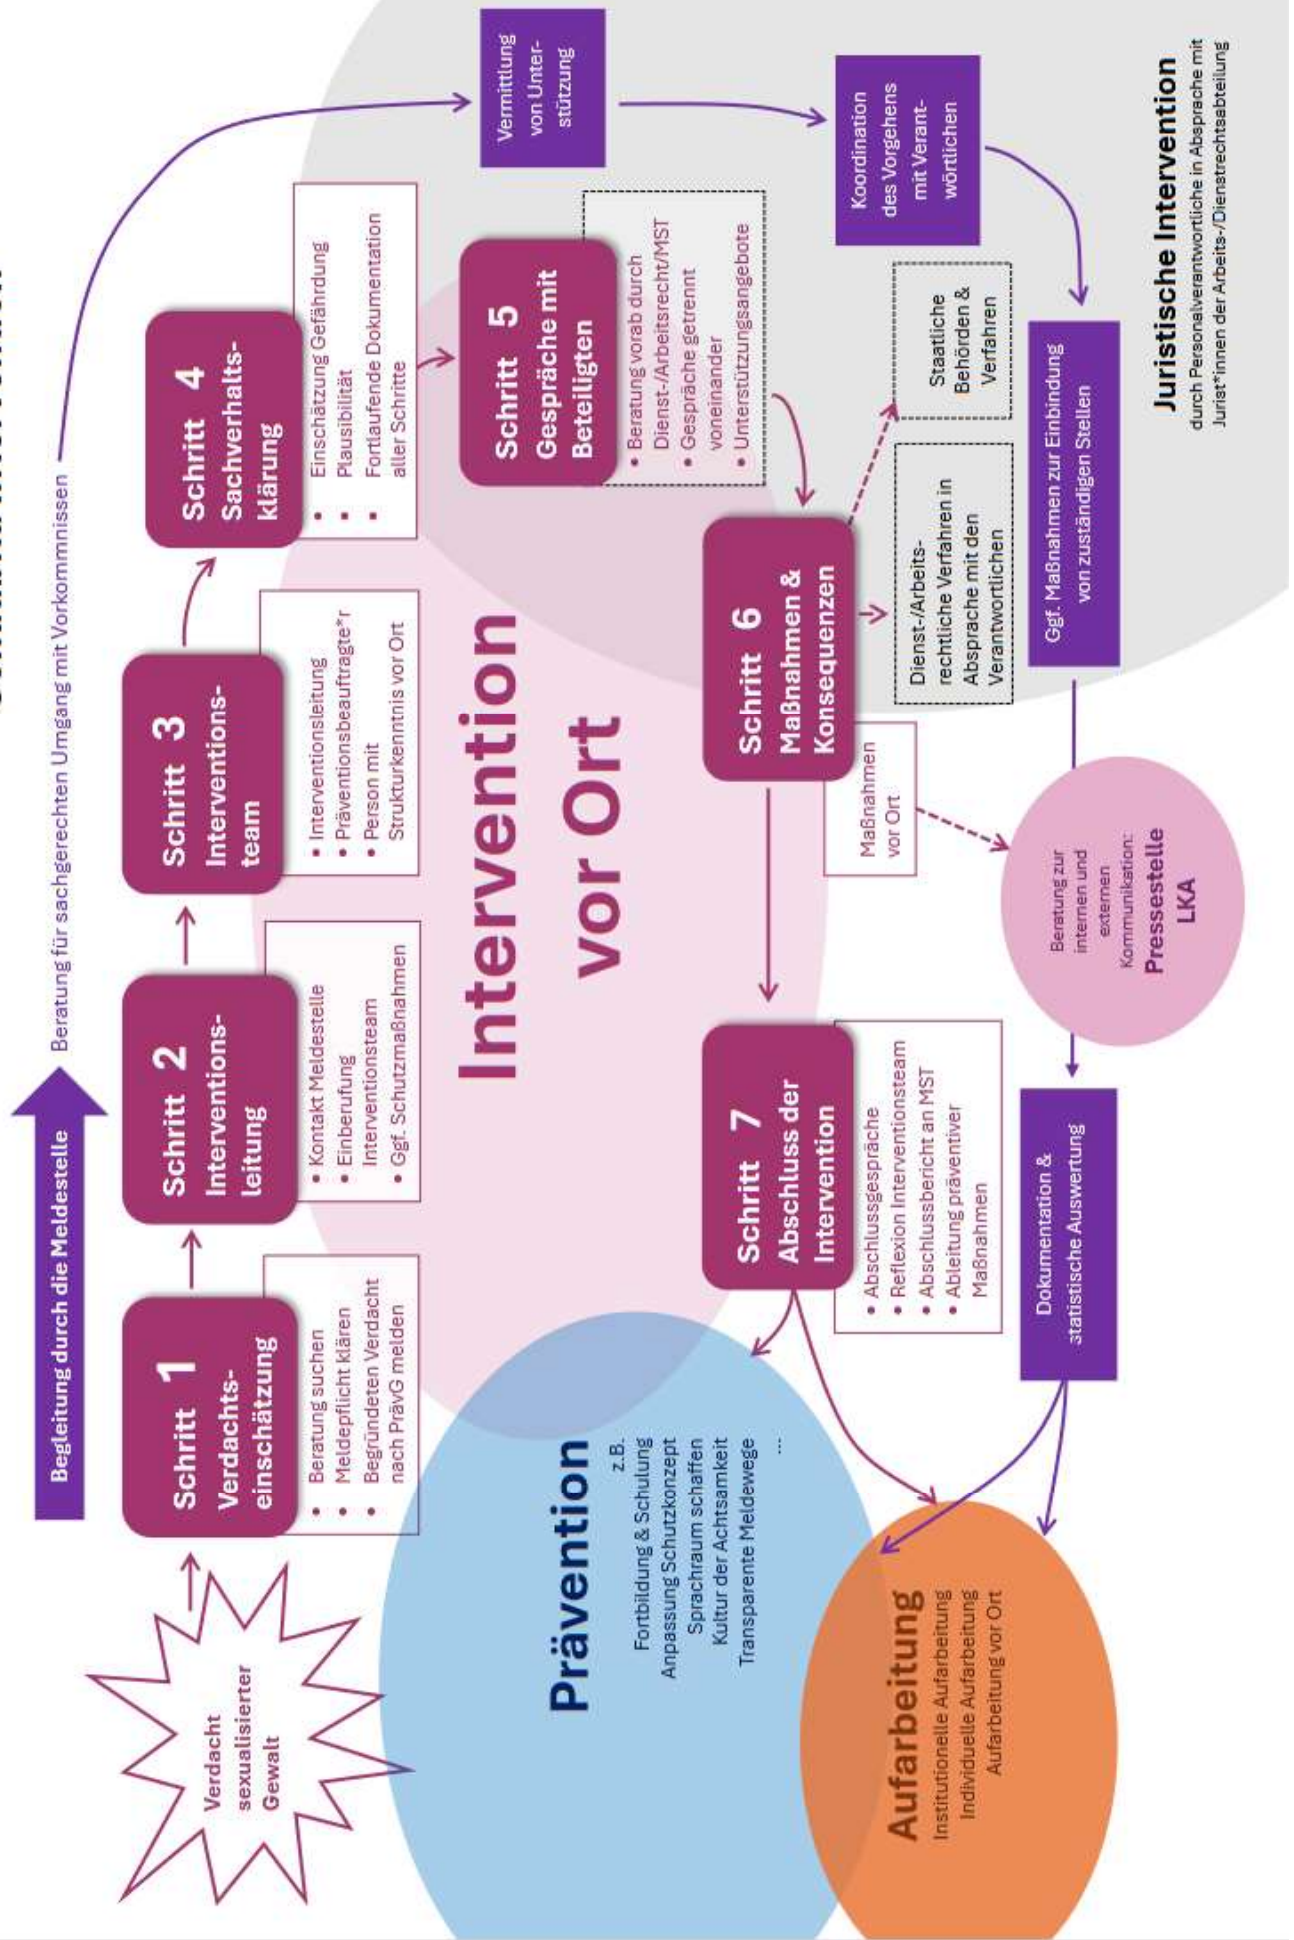 Begleitung durch die Meldestelle
Beratung für sachgerechten Umgang mit Vorkommnissen
Verdacht
sexualisierter
Gewalt
Schritt 1
Verdachts-
einschätzung
• Beratung suchen
• Meldepflicht klären
• Begründeten Verdacht
nach PrävG melden
Schritt 2
Interventions-
leitung
• Kontakt Meldestelle
• Einberufung
Interventionsteam
• Ggf. Schutzmaßnahmen
Schritt 3
Interventions-
team
• Interventionsleitung
• Präventionsbeauftragte*r
• Person mit
Strukturkenntnis vor Ort
Schritt 4
Sachverhalts-
klärung
• Einschätzung Gefährdung
• Plausibilität
• Fortlaufende Dokumentation
aller Schritte
Vermittlung
von Unter-
stützung
Schritt 5
Gespräche mit
Beteiligten
• Beratung vorab durch
Dienst-/Arbeitsrecht/MST
• Gespräche getrennt
voneinander
• Unterstützungsangebote
Intervention
vor Ort
Koordination
des Vorgehens
mit Verant-
wörtlichen
Schritt 6
Maßnahmen &
Konsequenzen
Maßnahmen
vor Ort
Dienst-/Arbeits-
rechtliche Verfahren in
Absprache mit den
Verantwortlichen
Staatliche
Behörden &
Verfahren
Ggf. Maßnahmen zur Einbindung
von zuständigen Stellen
Juristische Intervention
durch Personalverantwortliche in Absprache mit
Jurist*innen der Arbeits-/Dienstrechtsabteilung
Beratung zur
internen und
externen
Kommunikation:
Pressestelle
LKA
Schritt 7
Abschluss der
Intervention
• Abschlussgespräche
• Reflexion Interventionsteam
• Abschlussbericht an MST
• Ableitung präventiver
Maßnahmen
Dokumentation &
statistische Auswertung
Prävention
z.B.
Fortbildung & Schulung
Anpassung Schutzkonzept
Sprachraum schaffen
Kultur der Achtsamkeit
Transparente Meldewege
...
Aufarbeitung
Institutionelle Aufarbeitung
Individuelle Aufarbeitung
Aufarbeitung vor Ort